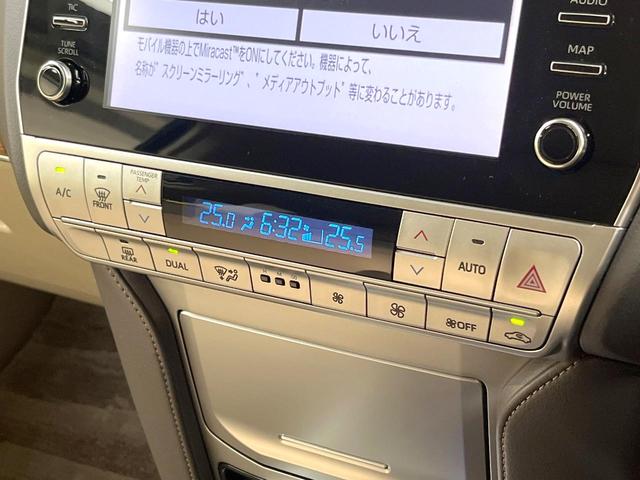 はい
いいえ
モバイル機器の上でMiracast™をONにしてください。機器によって、
名称が"スクリーンミラーリング"、"メディアアウトプット"等に変わることがあります。
TUNE
SCROLL
AUDIO
MAP
POWER
VOLUME
A/C
FRONT
PASSENGER
TEMP
25.0
6:32
25.5
AUTO
REAR
DUAL
OFF